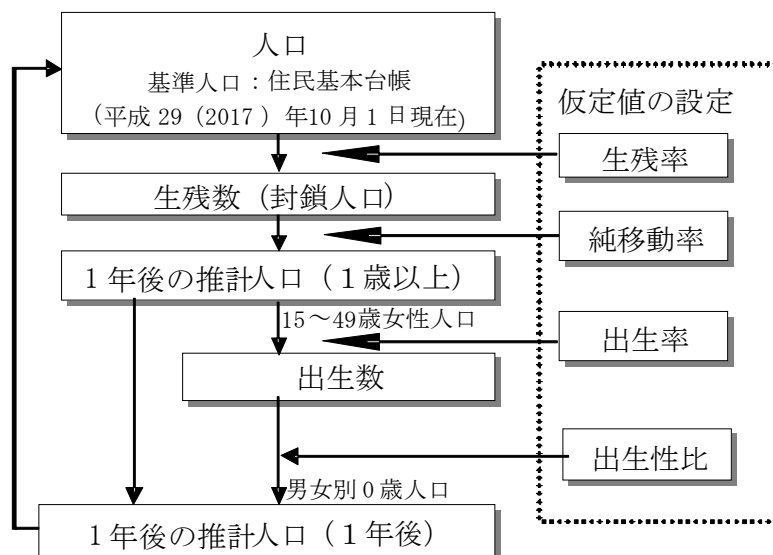 人口
基準人口：住民基本台帳
(平成 29（2017 ）年10 月 1 日現在)
仮定値の設定
生残率
生残数（封鎖人口）
純移動率
１年後の推計人口（１歳以上）
15～49歳女性人口
出生率
出生数
出生性比
男女別０歳人口
１年後の推計人口（１年後）